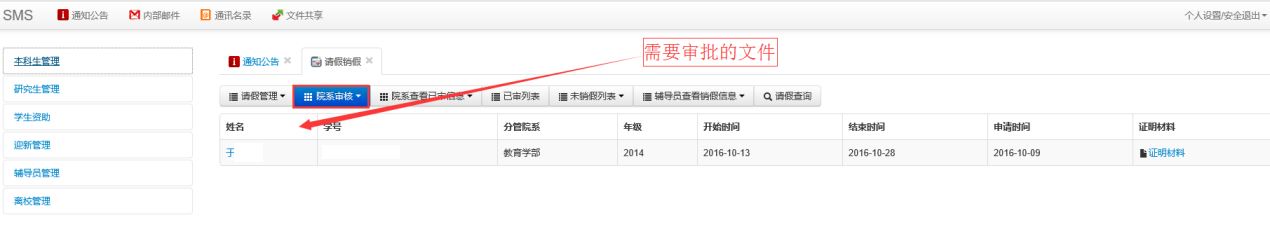 SMS 通知公告 内部邮件 通讯名录 文件共享 个人设置/安全退出
本科生管理
研究生管理
学生资助
迎新管理
辅导员管理
离校管理
通知公告 × 请假销假 ×
需要审批的文件
请假管理 院系审核 院系查看已审信息 已审列表 未销假列表 辅导员查看销假信息 请假查询
姓名 学号 分管院系 年级 开始时间 结束时间 申请时间 证明材料
于 教育学部 2014 2016-10-13 2016-10-28 2016-10-09 证明材料